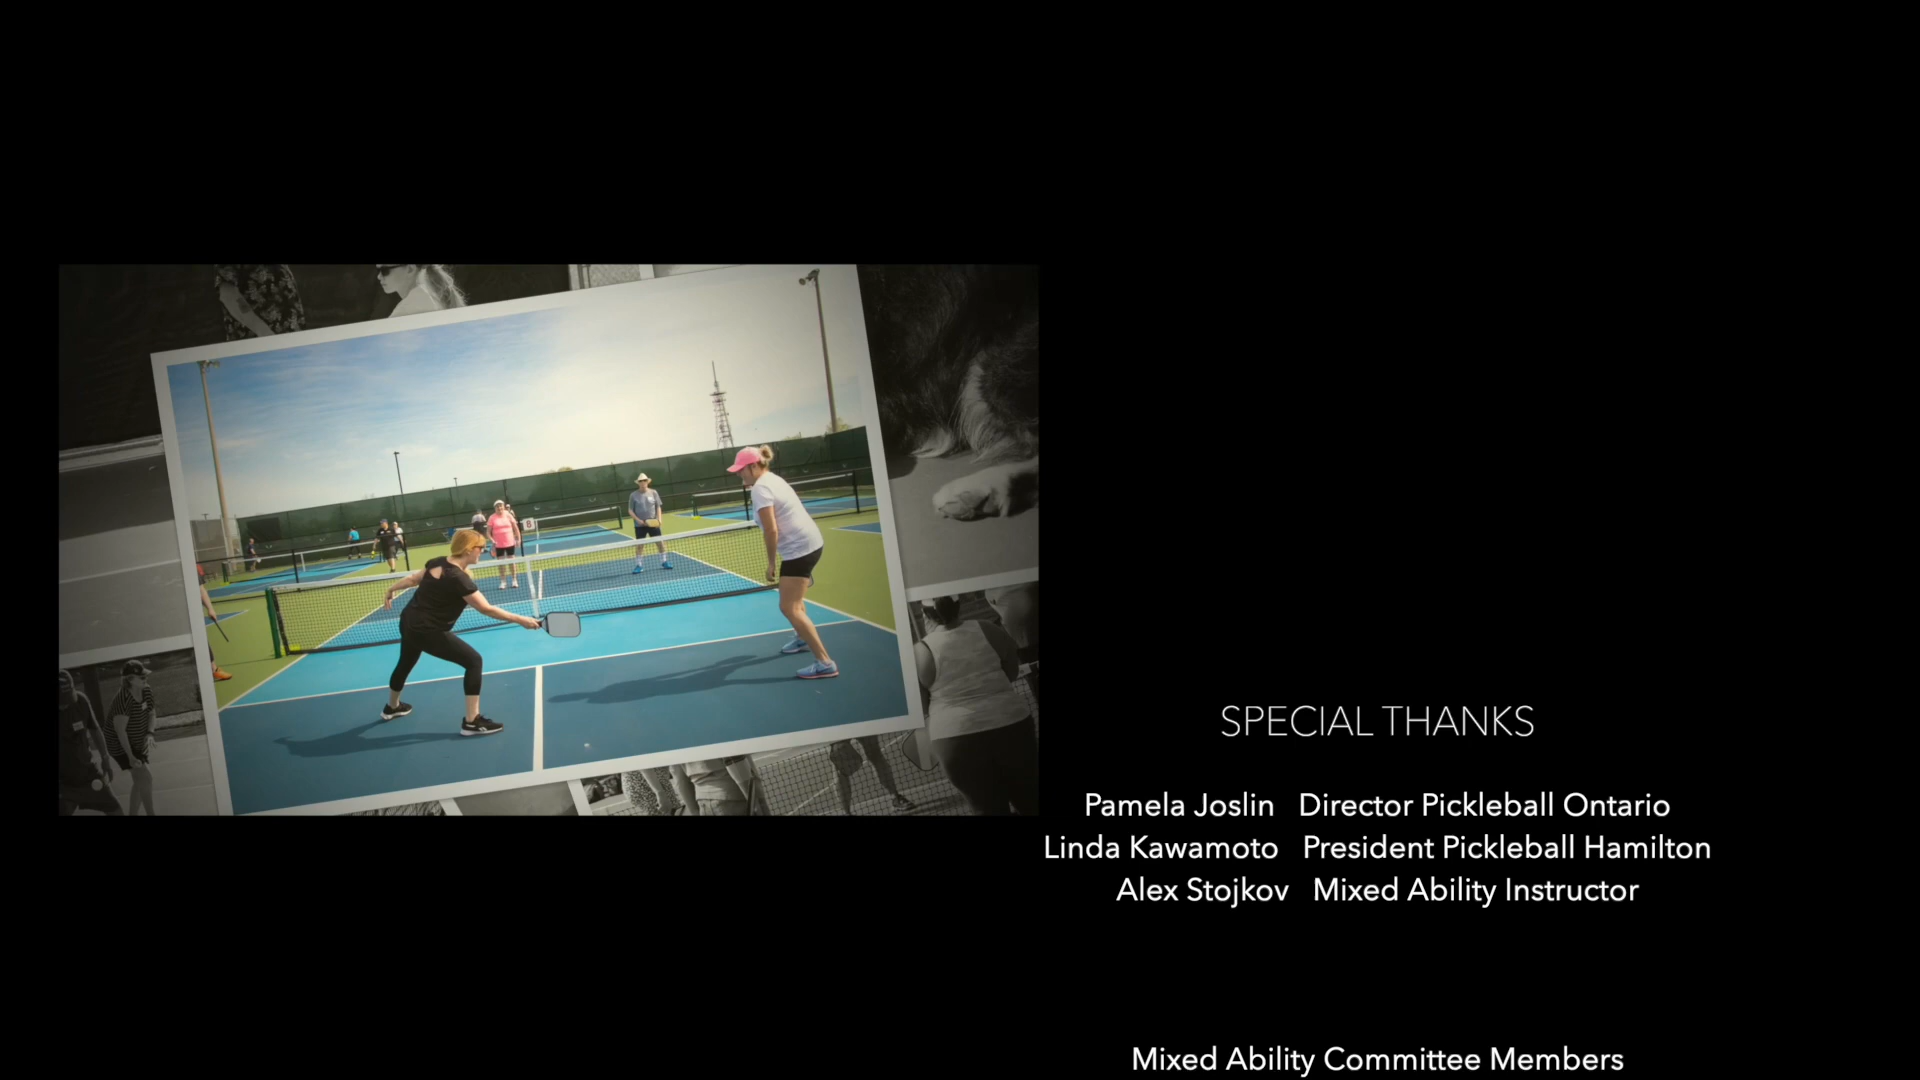 8
SPECIAL THANKS
Pamela Joslin Director Pickleball Ontario
Linda Kawamoto President Pickleball Hamilton
Alex Stojkov Mixed Ability Instructor
Mixed Ability Committee Members